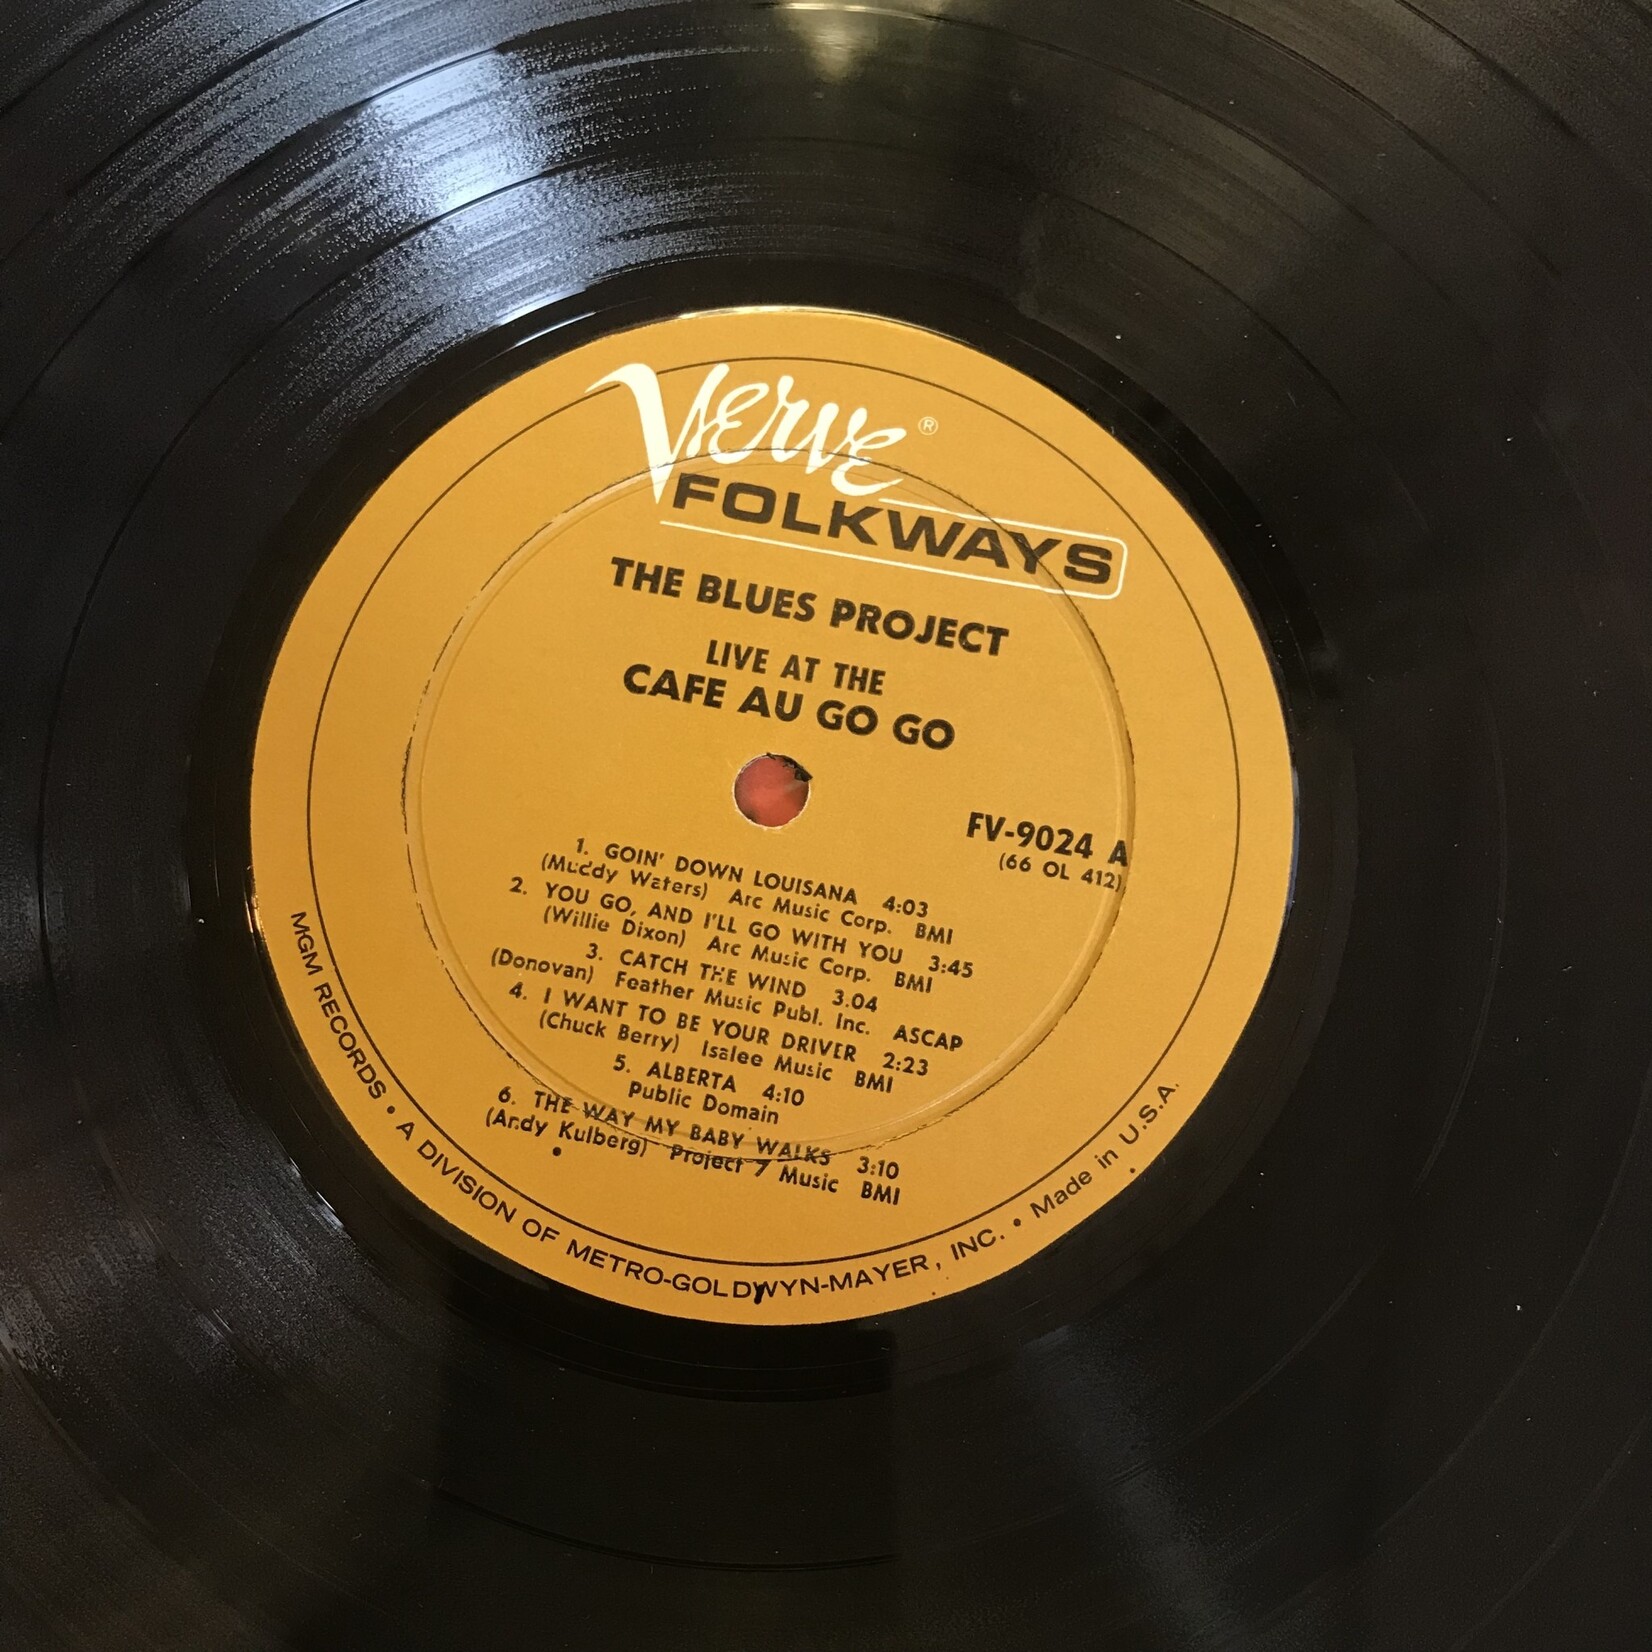 Verve®
FOLKWAYS
THE BLUES PROJECT
LIVE AT THE
CAFE AU GO GO
FV-9024 A
(66 OL 412)
1. GOIN' DOWN LOUISANA 4:03
(Muddy Waters) Arc Music Corp. BMI
2. YOU GO, AND I'LL GO WITH YOU 3:45
(Willie Dixon) Arc Music Corp. BMI
3. CATCH THE WIND 3.04
(Donovan) Feather Music Publ. Inc. ASCAP
4. I WANT TO BE YOUR DRIVER 2:23
(Chuck Berry) Isalee Music BMI
5. ALBERTA 4:10
Public Domain
6. THE WAY MY BABY WALKS 3:10
(Andy Kulberg) Project 7 Music BMI
MGM RECORDS • A DIVISION OF METRO-GOLDWYN-MAYER, INC. • Made in U.S.A.